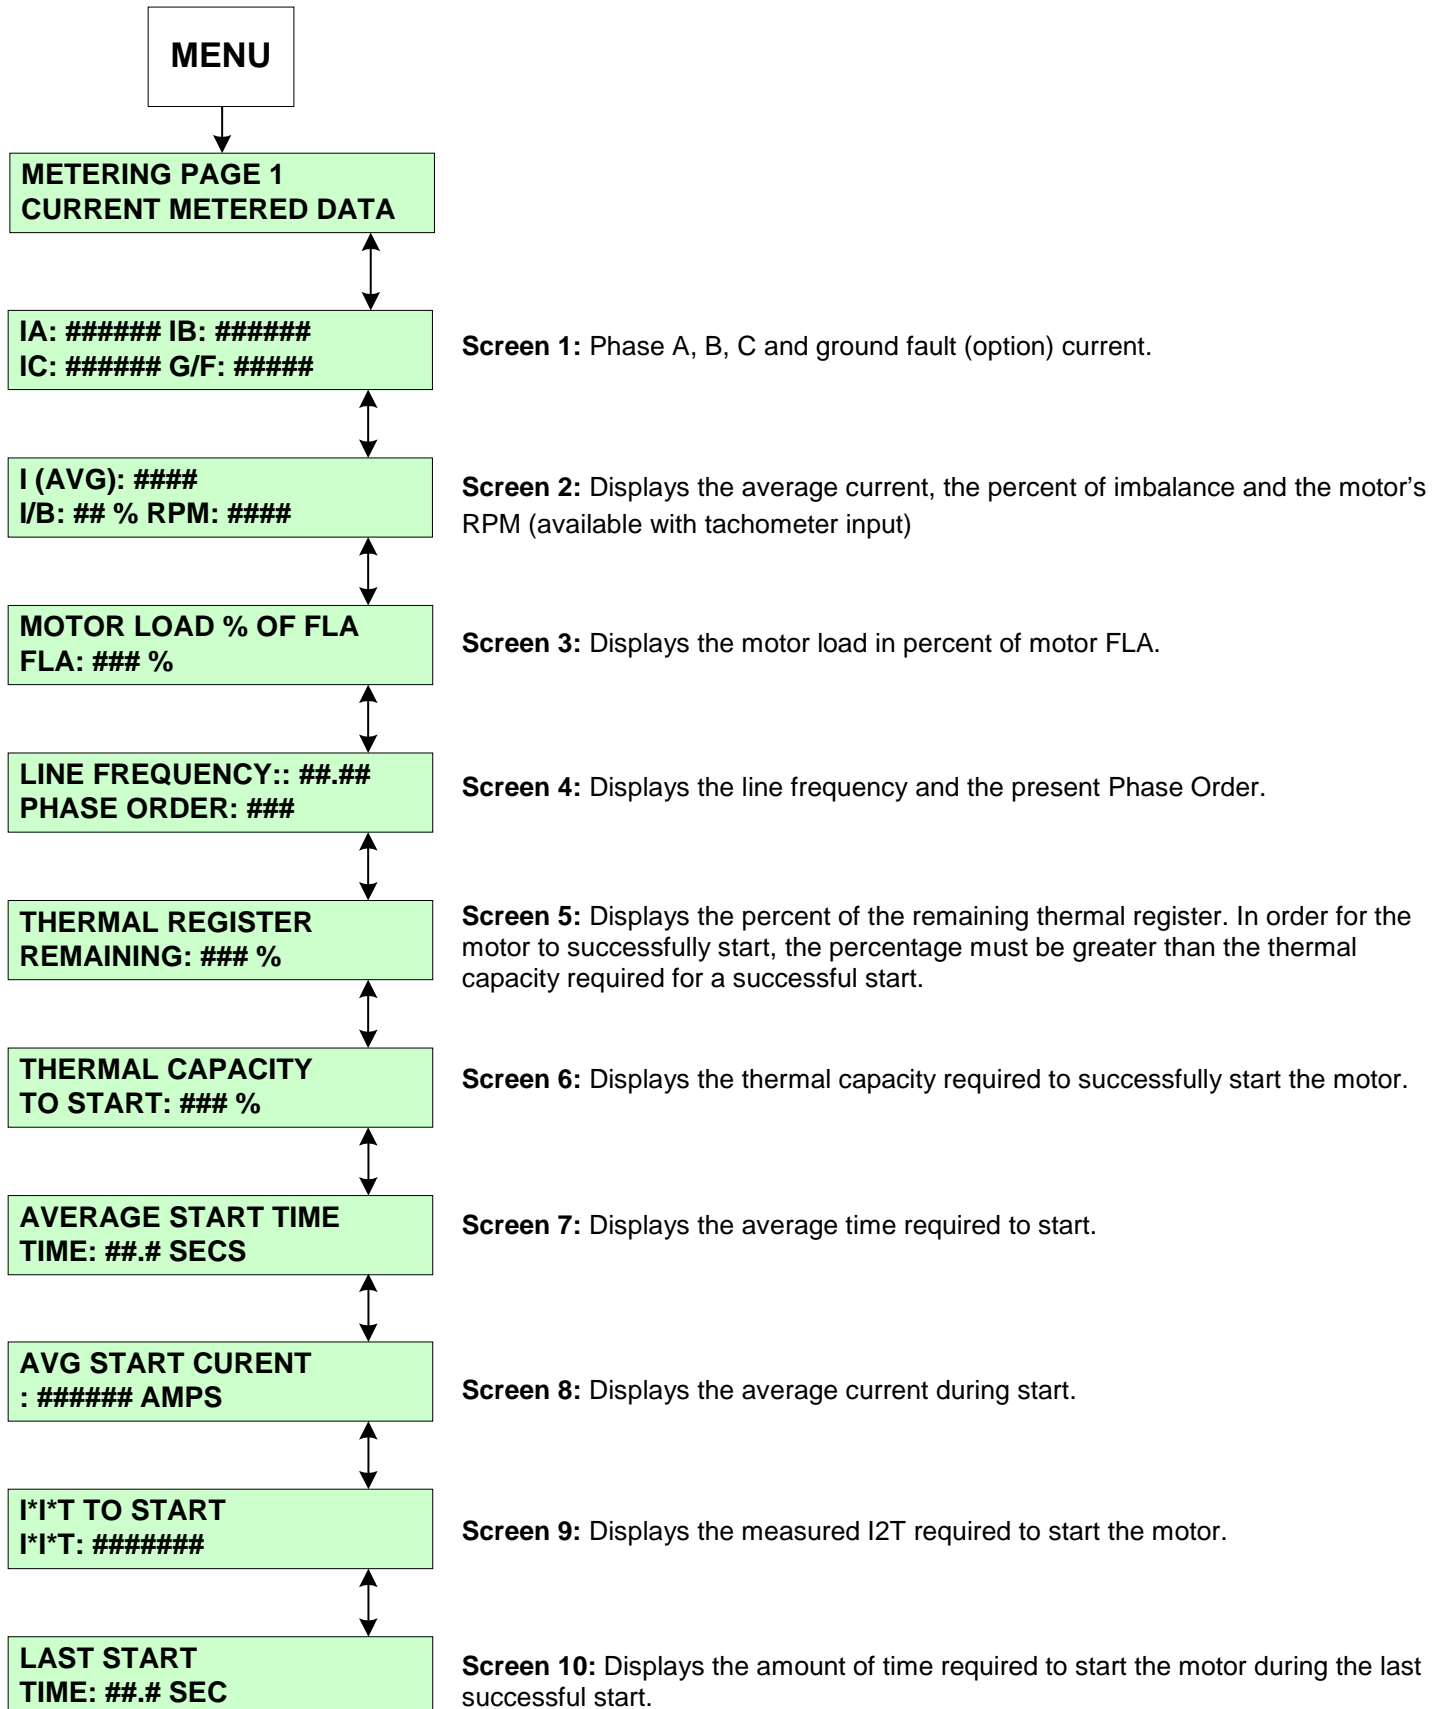 MENU
METERING PAGE 1
CURRENT METERED DATA
IA: ###### IB: ######
IC: ###### G/F: #####
Screen 1: Phase A, B, C and ground fault (option) current.
I (AVG): ####
I/B: ## % RPM: ####
Screen 2: Displays the average current, the percent of imbalance and the motor’s
RPM (available with tachometer input)
MOTOR LOAD % OF FLA
FLA: ### %
Screen 3: Displays the motor load in percent of motor FLA.
LINE FREQUENCY:: ##.##
PHASE ORDER: ###
Screen 4: Displays the line frequency and the present Phase Order.
THERMAL REGISTER
REMAINING: ### %
Screen 5: Displays the percent of the remaining thermal register. In order for the
motor to successfully start, the percentage must be greater than the thermal
capacity required for a successful start.
THERMAL CAPACITY
TO START: ### %
Screen 6: Displays the thermal capacity required to successfully start the motor.
AVERAGE START TIME
TIME: ##.# SECS
Screen 7: Displays the average time required to start.
AVG START CURENT
: ###### AMPS
Screen 8: Displays the average current during start.
I*I*T TO START
I*I*T: #######
Screen 9: Displays the measured I2T required to start the motor.
LAST START
TIME: ##.# SEC
Screen 10: Displays the amount of time required to start the motor during the last
successful start.